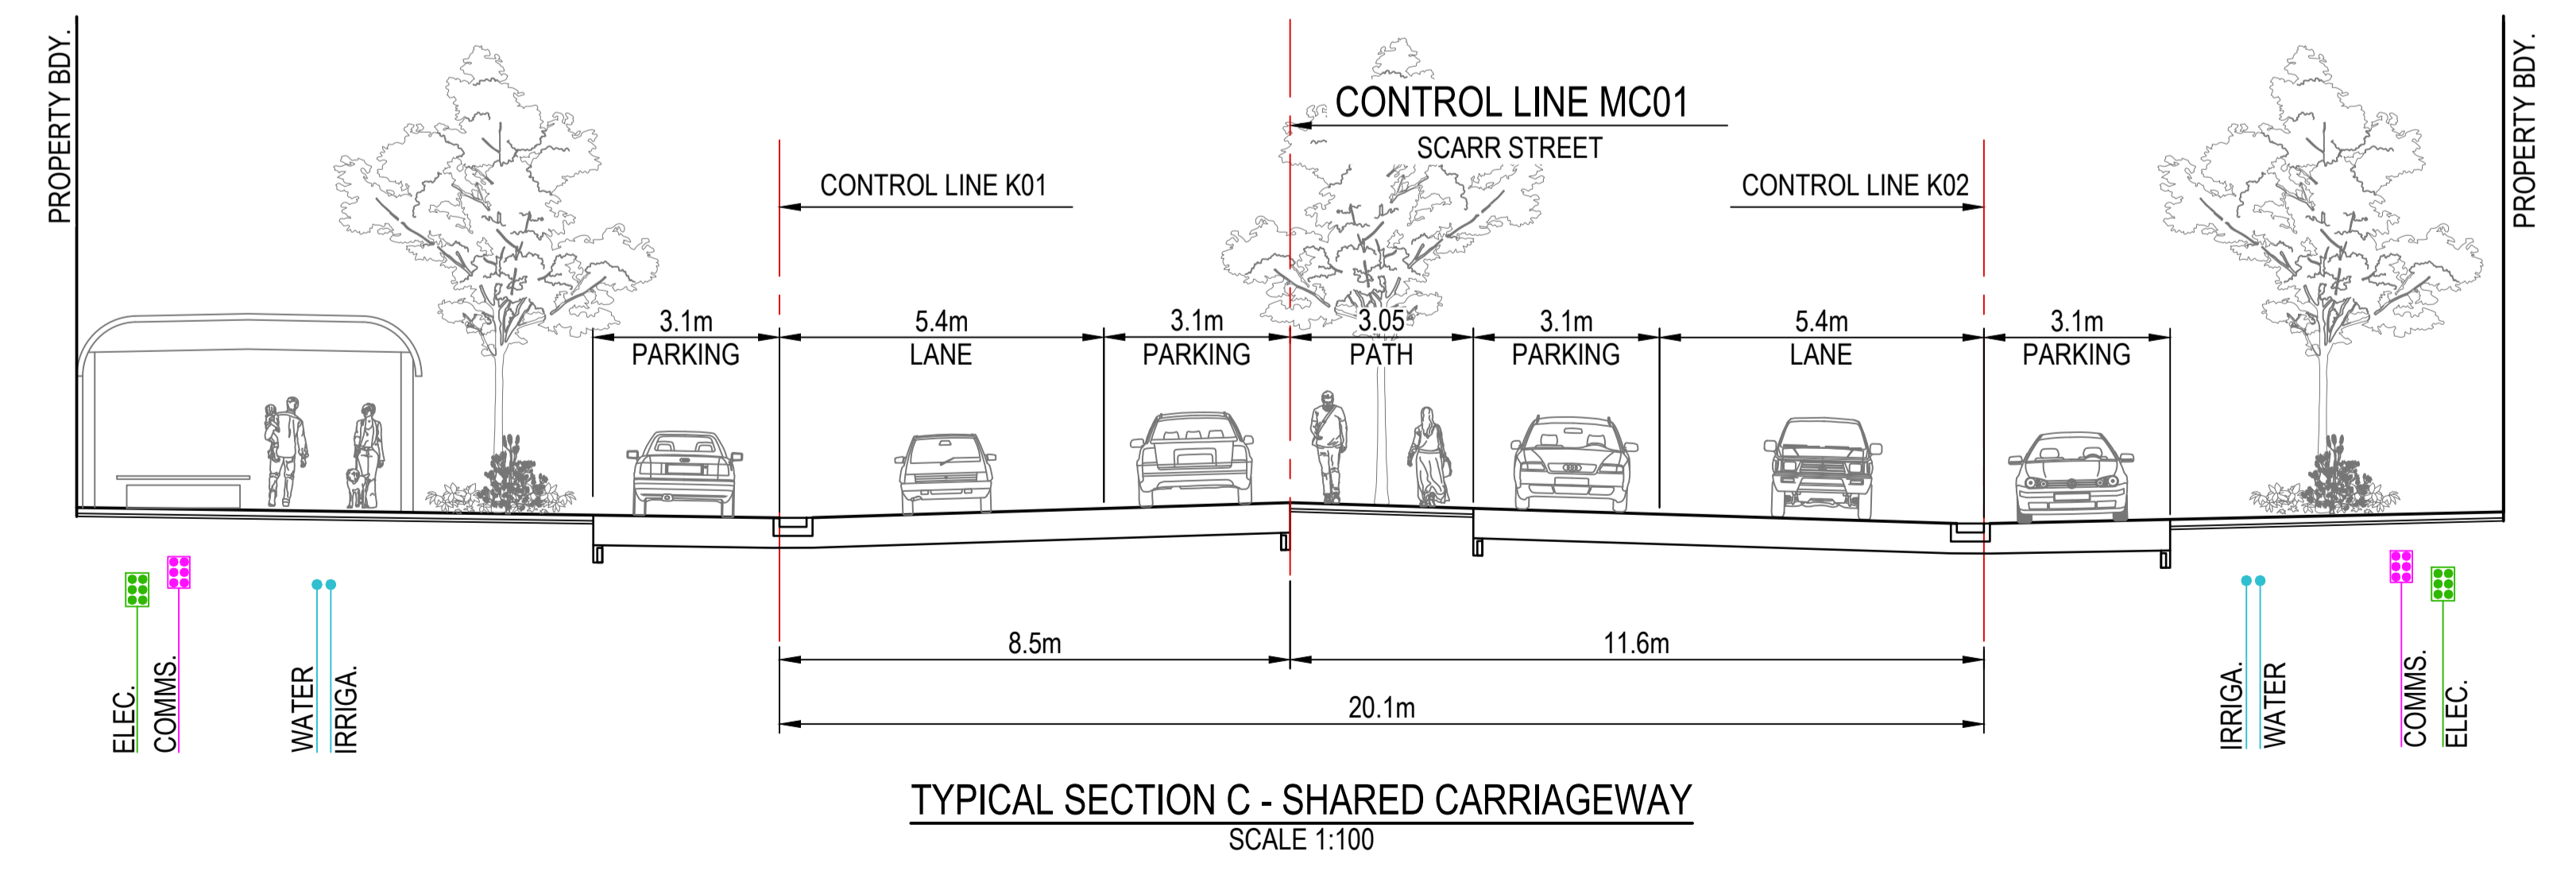 PROPERTY BDY.
CONTROL LINE MC01
SCARR STREET
PROPERTY BDY.
CONTROL LINE K01
CONTROL LINE K02
3.1m
PARKING
5.4m
LANE
3.1m
PARKING
3.05
PATH
3.1m
PARKING
5.4m
LANE
3.1m
PARKING
8.5m
11.6m
20.1m
ELEC.
COMMS.
WATER
IRRIGA.
IRRIGA.
WATER
COMMS.
ELEC.
TYPICAL SECTION C - SHARED CARRIAGEWAY
SCALE 1:100